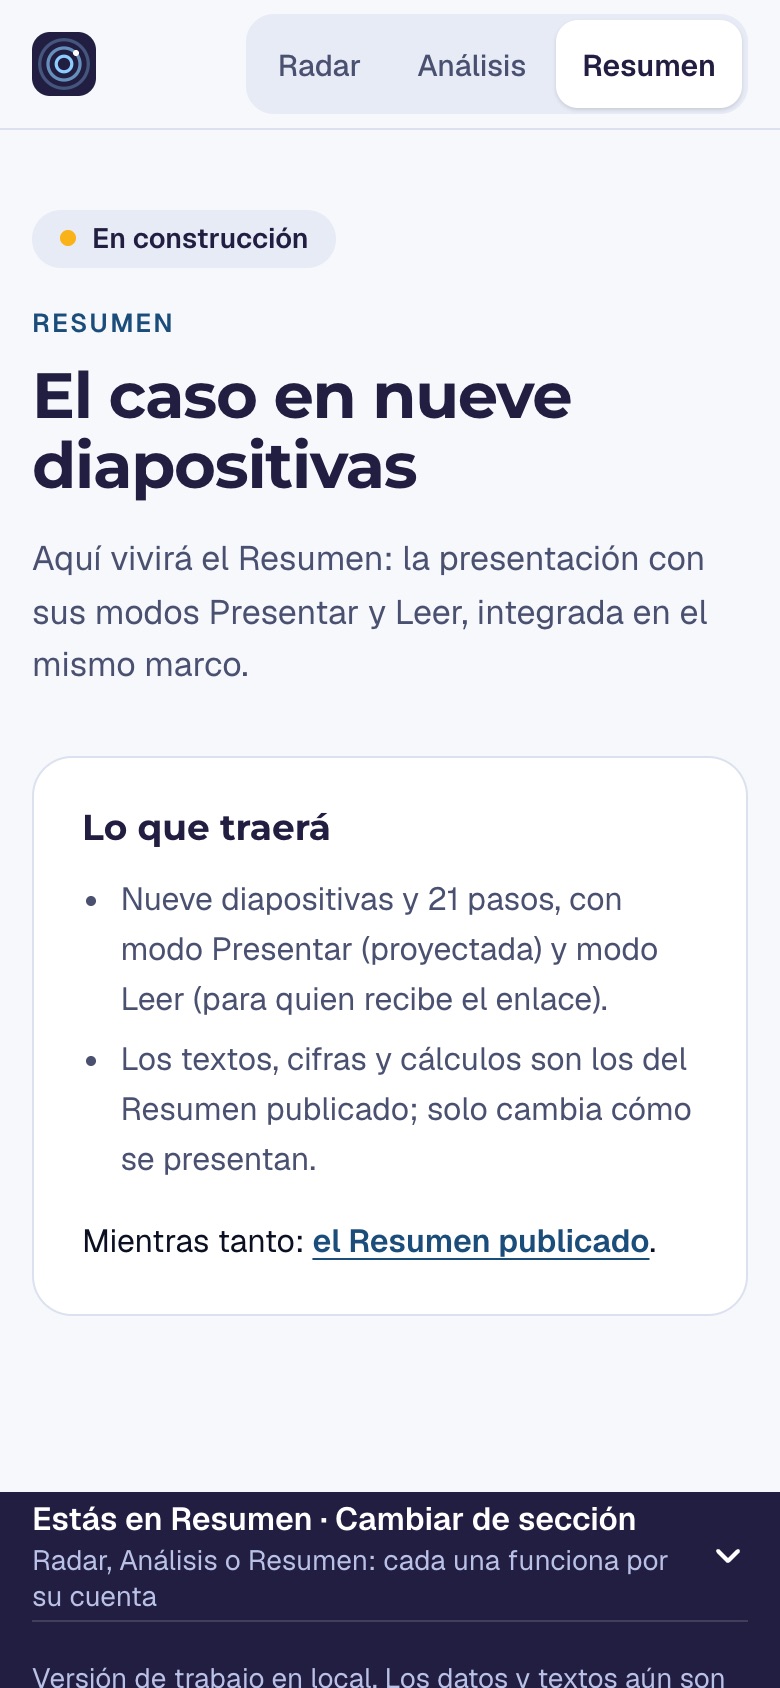 Radar Análisis Resumen
En construcción
RESUMEN
El caso en nueve
diapositivas
Aquí vivirá el Resumen: la presentación con
sus modos Presentar y Leer, integrada en el
mismo marco.
Lo que traerá
• Nueve diapositivas y 21 pasos, con
modo Presentar (proyectada) y modo
Leer (para quien recibe el enlace).
• Los textos, cifras y cálculos son los del
Resumen publicado; solo cambia cómo
se presentan.
Mientras tanto: el Resumen publicado.
Estás en Resumen · Cambiar de sección
Radar, Análisis o Resumen: cada una funciona por
su cuenta
Versión de trabajo en local. Los datos y textos aún son